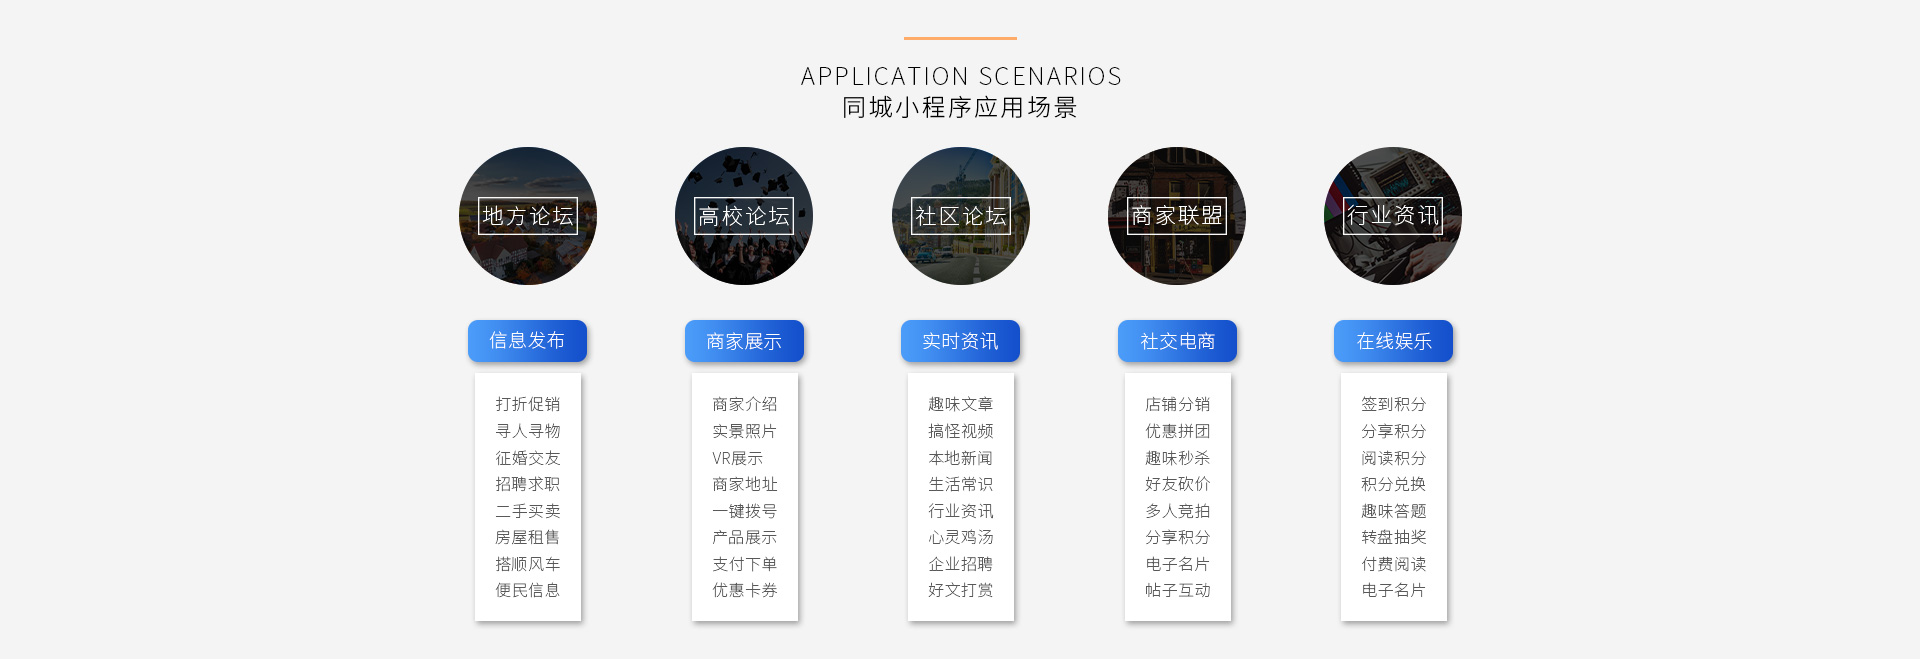 APPLICATION SCENARIOS
同城小程序应用场景
地方论坛
高校论坛
社区论坛
商家联盟
行业资讯
信息发布
打折促销
寻人寻物
征婚交友
招聘求职
二手买卖
房屋租售
搭顺风车
便民信息
商家展示
商家介绍
实景照片
VR展示
商家地址
一键拨号
产品展示
支付下单
优惠卡券
实时资讯
趣味文章
搞怪视频
本地新闻
生活常识
行业资讯
心灵鸡汤
企业招聘
好文打赏
社交电商
店铺分销
优惠拼团
趣味秒杀
好友砍价
多人竞拍
分享积分
电子名片
帖子互动
在线娱乐
签到积分
分享积分
阅读积分
积分兑换
趣味答题
转盘抽奖
付费阅读
电子名片